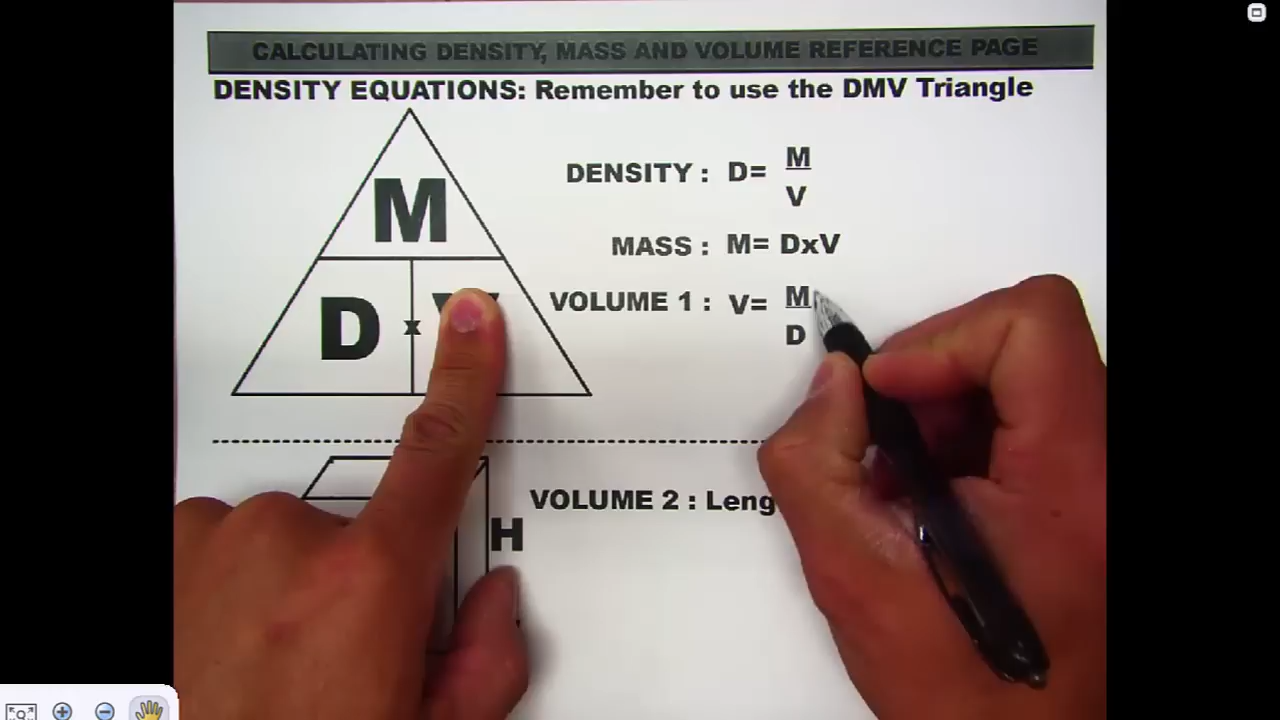 CALCULATING DENSITY, MASS AND VOLUME REFERENCE PAGE
DENSITY EQUATIONS: Remember to use the DMV Triangle
M
D x
DENSITY : D= M
V
MASS : M= DxV
VOLUME 1 : V= M
D
VOLUME 2 :
H